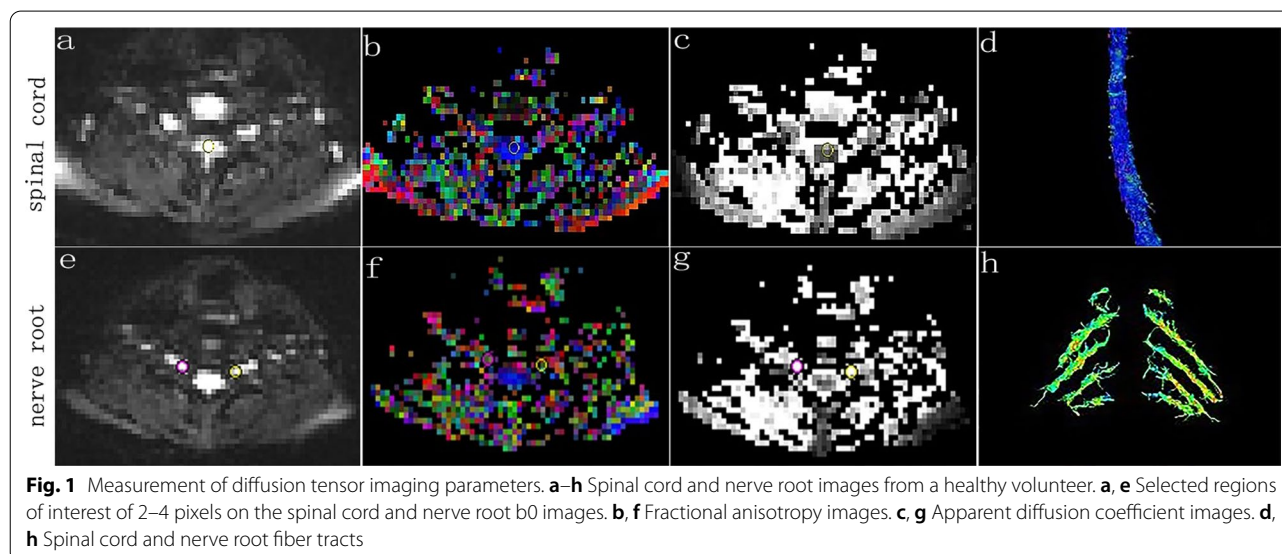 a
b
c
d
spinal cord
e
f
g
h
nerve root
Fig. 1 Measurement of diffusion tensor imaging parameters. a–h Spinal cord and nerve root images from a healthy volunteer. a, e Selected regions
of interest of 2–4 pixels on the spinal cord and nerve root b0 images. b, f Fractional anisotropy images. c, g Apparent diffusion coefficient images. d,
h Spinal cord and nerve root fiber tracts